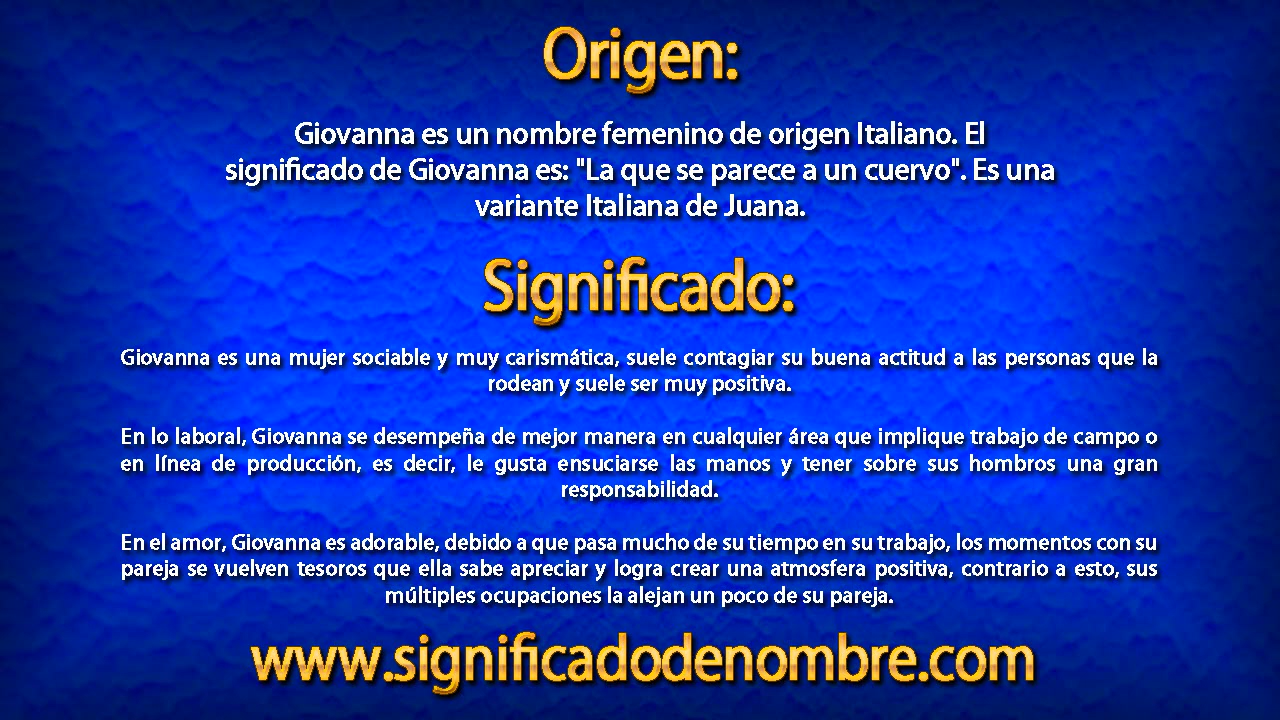 Origen:
Giovanna es un nombre femenino de origen Italiano. El
significado de Giovanna es: "La que se parece a un cuervo". Es una
variante Italiana de Juana.
Significado:
Giovanna es una mujer sociable y muy carismática, suele contagiar su buena actitud a las personas que la
rodean y suele ser muy positiva.
En lo laboral, Giovanna se desempeña de mejor manera en cualquier área que implique trabajo de campo o
en línea de producción, es decir, le gusta ensuciarse las manos y tener sobre sus hombros una gran
responsabilidad.
En el amor, Giovanna es adorable, debido a que pasa mucho de su tiempo en su trabajo, los momentos con su
pareja se vuelven tesoros que ella sabe apreciar y logra crear una atmosfera positiva, contrario a esto, sus
múltiples ocupaciones la alejan un poco de su pareja.
www.significadodenombre.com